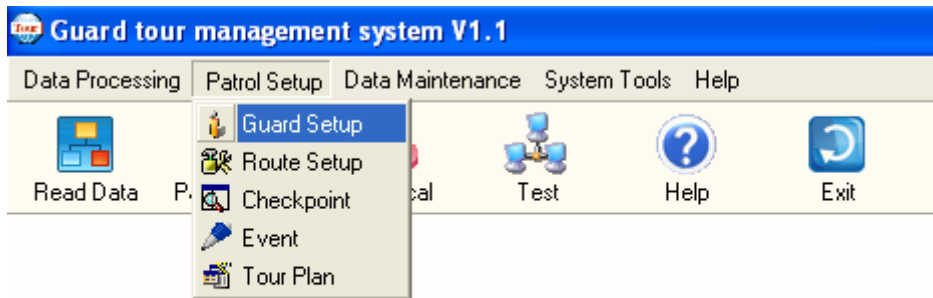 Guard tour management system V1.1
Data Processing Patrol Setup Data Maintenance System Tools Help
Guard Setup
Route Setup
Read Data Test Help Exit
Checkpoint
Event
Tour Plan